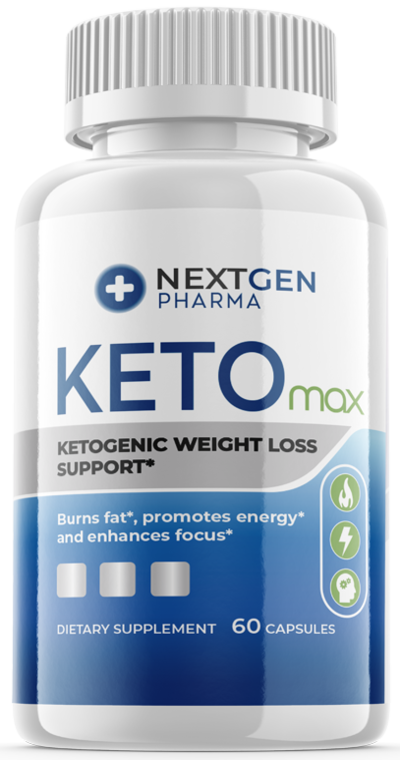 NEXTGEN
PHARMA
KETO max
KETOGENIC WEIGHT LOSS
SUPPORT*
Burns fat*, promotes energy*
and enhances focus*
DIETARY SUPPLEMENT 60 CAPSULES